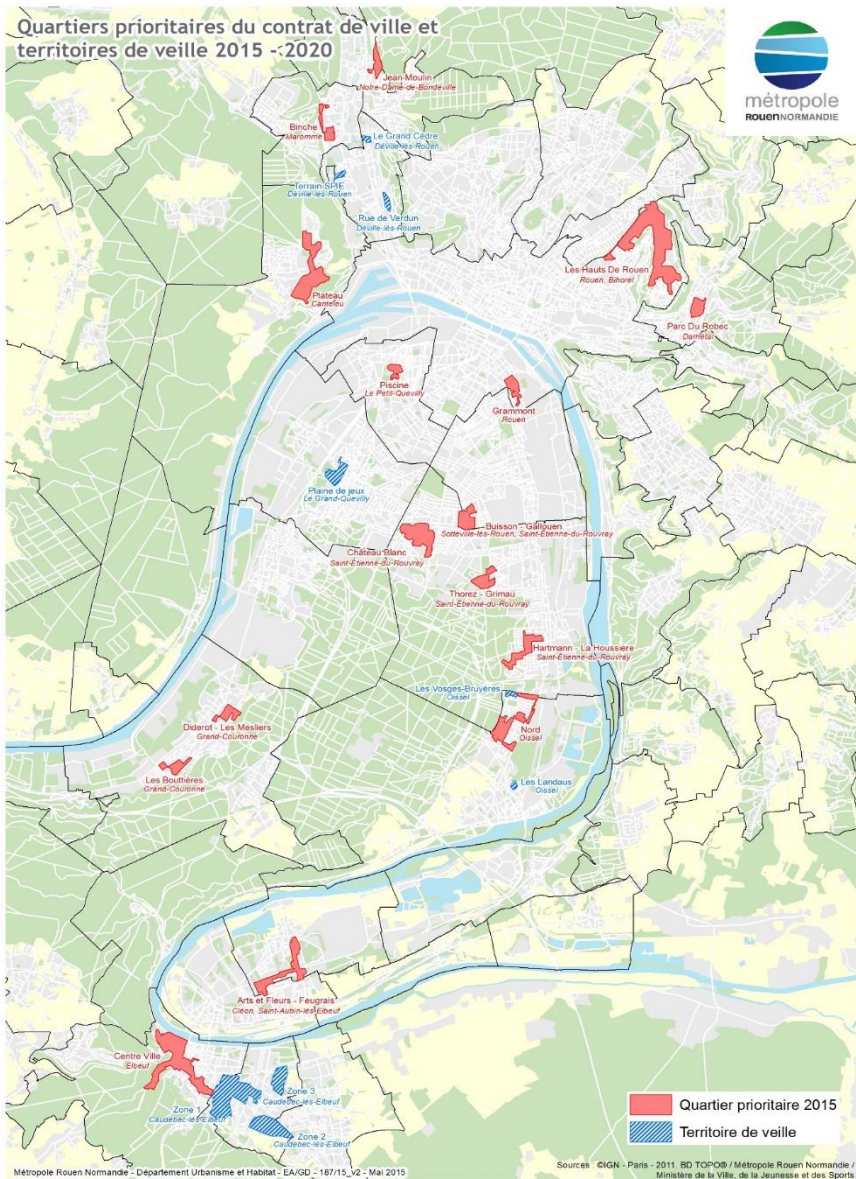 Quartiers prioritaires du contrat de ville et
territoires de veille 2015 - 2020
métropole
ROUENNORMANDIE
Jean-Moulin
Notre-Dame-de-Bondeville
Binche
Maromme
Le Grand Cèdre
Déville-lès-Rouen
Terrain SPIE
Déville-lès-Rouen
Rue de Verdun
Déville-lès-Rouen
Les Hauts De Rouen
Rouen, Bihorel
Plateau
Canteleu
Parc Du Robec
Darnétal
Piscine
Le Petit-Quevilly
Grammont
Rouen
Plaine de jeux
Le Grand-Quevilly
Buisson - Gallouen
Sotteville-lès-Rouen, Saint-Étienne-du-Rouvray
Château Blanc
Saint-Étienne-du-Rouvray
Thorez - Grimau
Saint-Étienne-du-Rouvray
Hartmann - La Houssière
Saint-Étienne-du-Rouvray
Les Vosges-Bruyères
Oissel
Diderot - Les Mesliers
Grand-Couronne
Nord
Oissel
Les Bouttières
Grand-Couronne
Les Landaus
Oissel
Arts et Fleurs - Feugrais
Cléon, Saint-Aubin-lès-Elbeuf
Centre Ville
Elbeuf
Zone 3
Caudebec-lès-Elbeuf
Zone 1
Caudebec-lès-Elbeuf
Zone 2
Caudebec-lès-Elbeuf
Quartier prioritaire 2015
Territoire de veille
Métropole Rouen Normandie - Département Urbanisme et Habitat - EA/GD - 187/15_v2 - Mai 2015
Sources : ©IGN - Paris - 2011. BD TOPO® / Métropole Rouen Normandie /
Ministère de la Ville, de la Jeunesse et des Sports